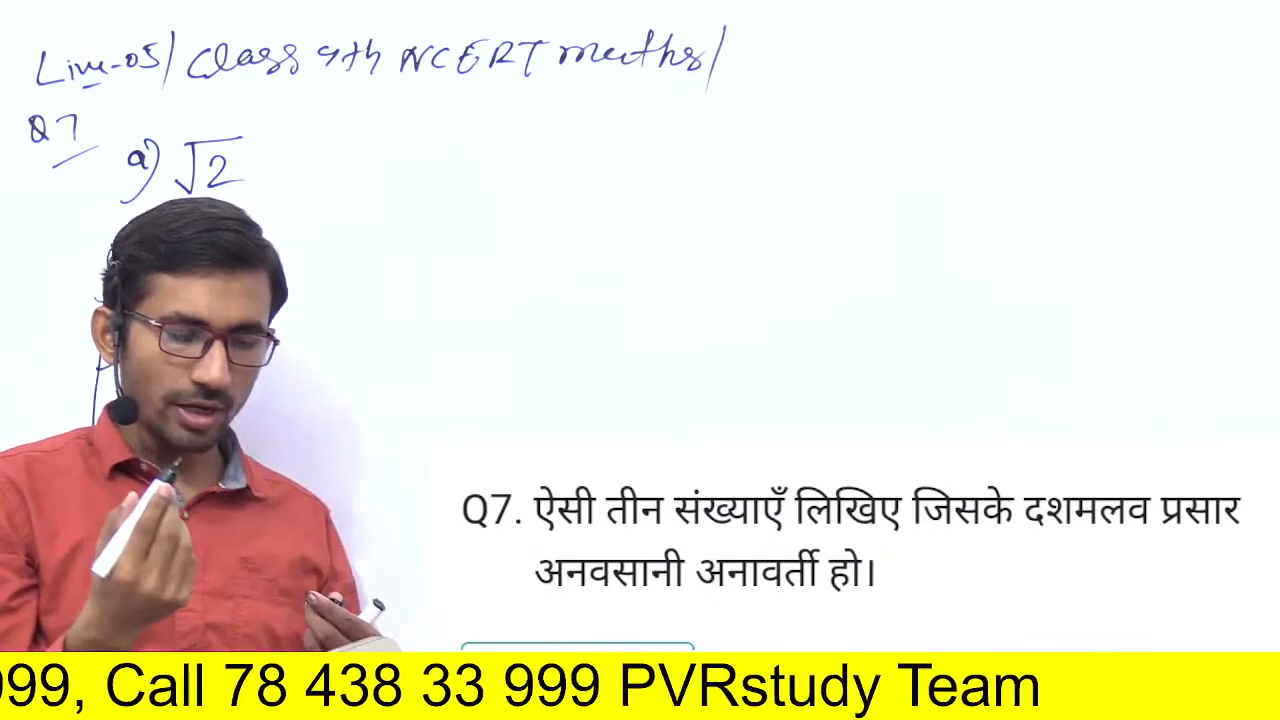 Live-05/ Class 9th NCERT maths/
Q7
a) √2
Q7. ऐसी तीन संख्याएँ लिखिए जिसके दशमलव प्रसार
अनवसानी अनावर्ती हो।
999, Call 78 438 33 999 PVRstudy Team